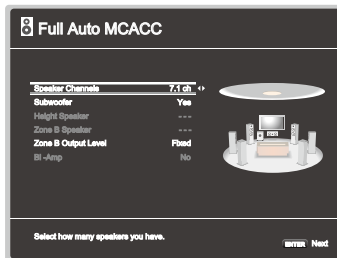 Full Auto MCACC
Speaker Channels 7.1 ch
Subwoofer Yes
Height Speaker ---
Zone B Speaker ---
Zone B Output Level Fixed
Bi-Amp No
Select how many speakers you have.
ENTER Next